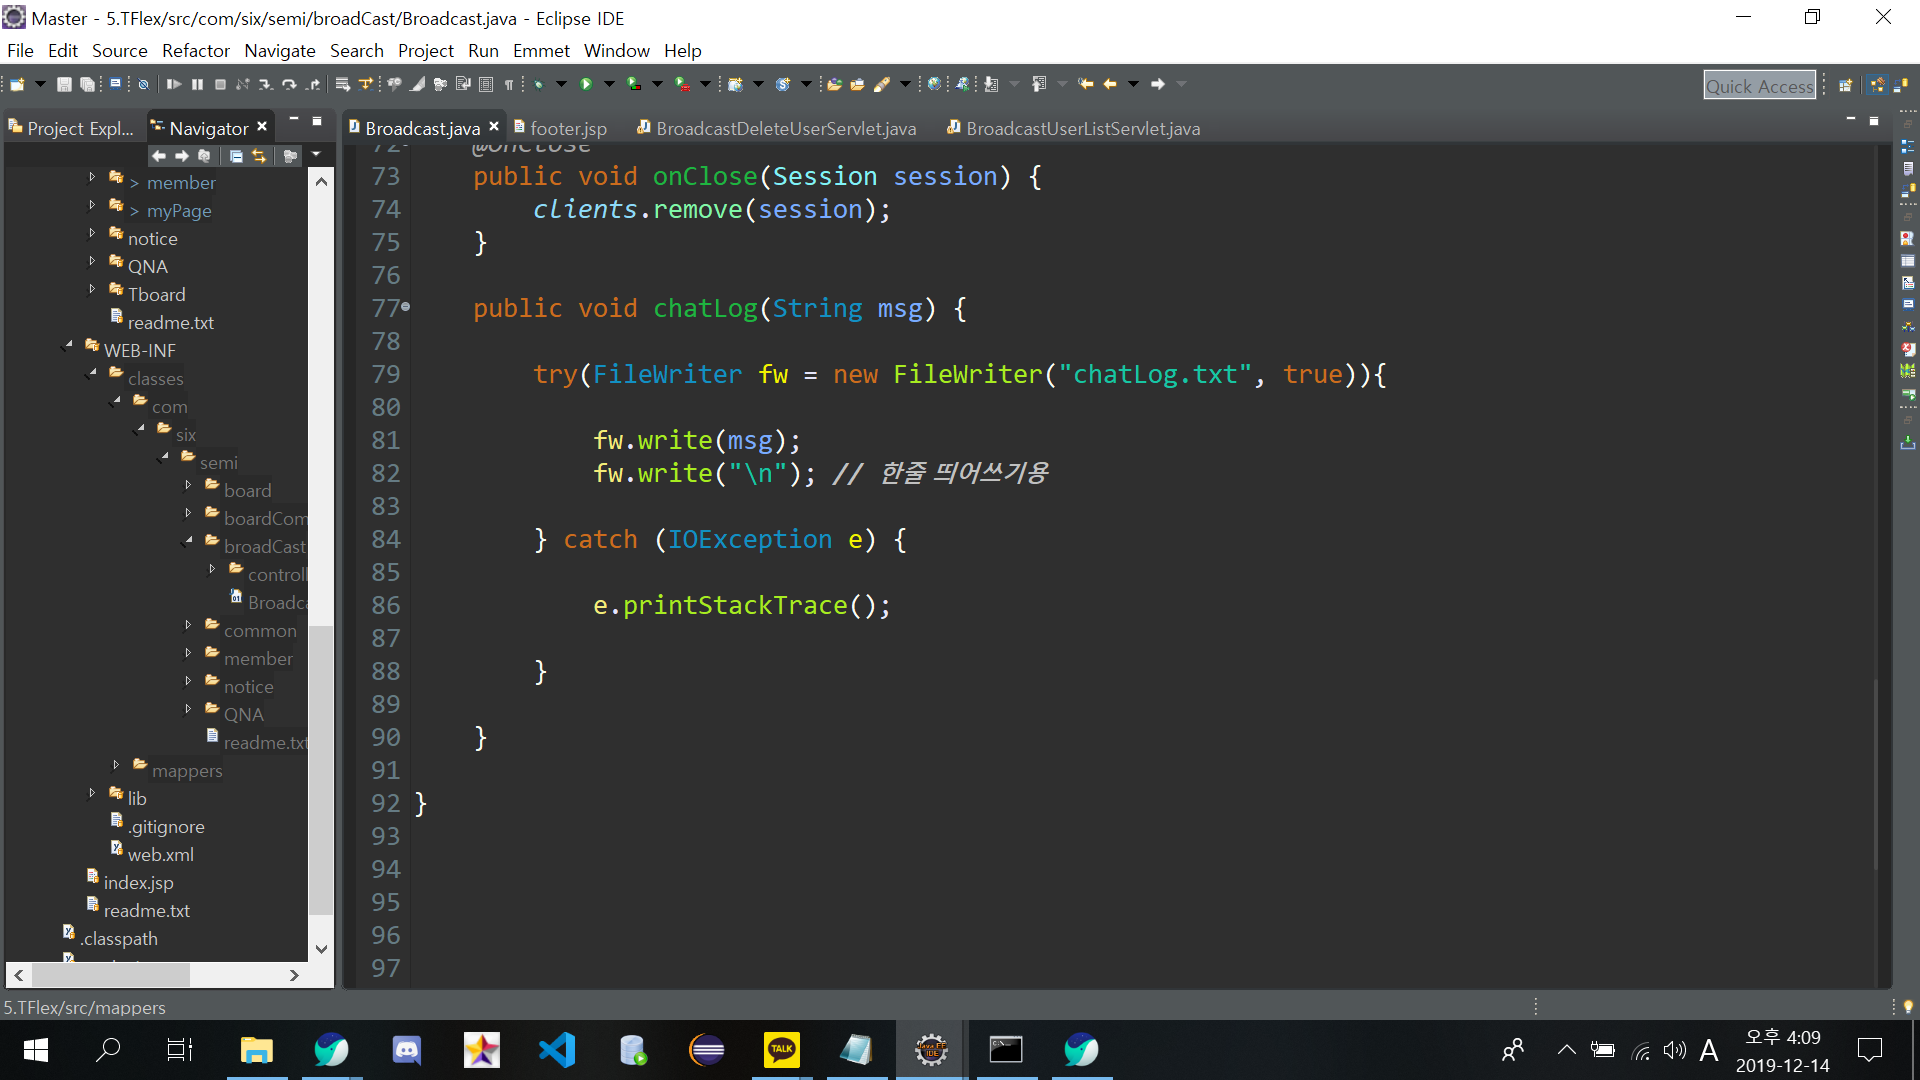 Master - 5.TFlex/src/com/six/semi/broadCast/Broadcast.java - Eclipse IDE
File Edit Source Refactor Navigate Search Project Run Emmet Window Help
Quick Access
Project Expl... Navigator
Broadcast.java footer.jsp BroadcastDeleteUserServlet.java BroadcastUserListServlet.java
> member
> myPage
notice
QNA
Tboard
readme.txt
WEB-INF
classes
com
six
semi
board
boardCom
broadCast
controll
Broadca
common
member
notice
QNA
readme.txt
mappers
lib
.gitignore
web.xml
index.jsp
readme.txt
.classpath
72 @OnClose
73 public void onClose(Session session) {
74 clients.remove(session);
75 }
76
77 public void chatLog(String msg) {
78
79 try(FileWriter fw = new FileWriter("chatLog.txt", true)){
80
81 fw.write(msg);
82 fw.write("\n"); // 한줄 띄어쓰기용
83
84 } catch (IOException e) {
85
86 e.printStackTrace();
87
88 }
89
90 }
91
92 }
93
94
95
96
97
5.TFlex/src/mappers
TALK
Java EE
IDE
A
오후 4:09
2019-12-14